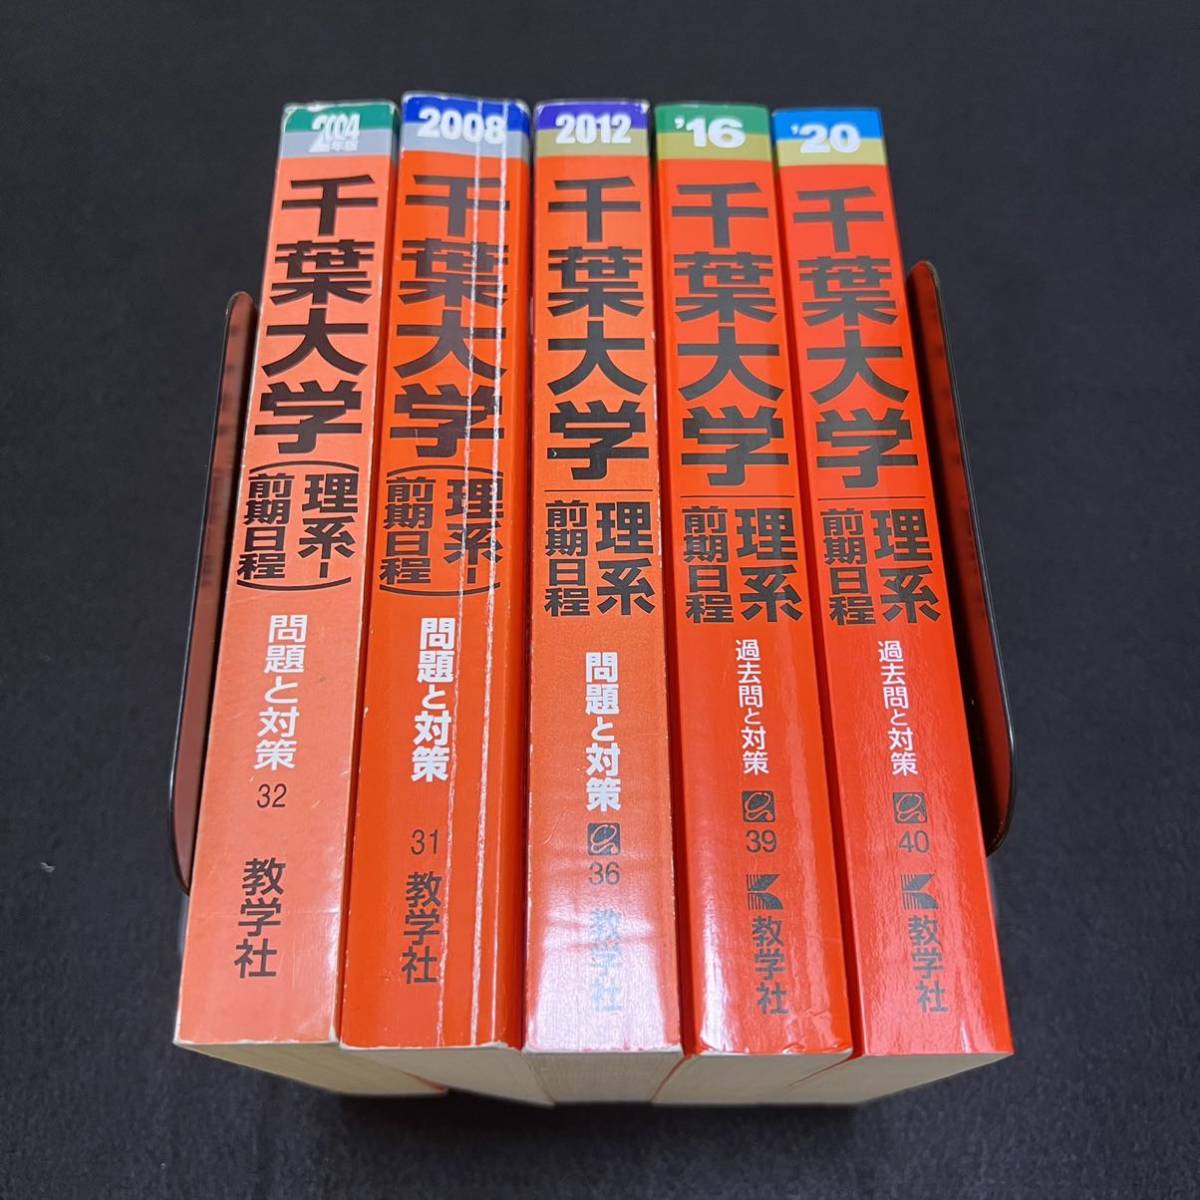 2004
年版
千葉大学
(理系-
前期日程)
問題と対策
32
教学社
2008
千葉大学
(理系-
前期日程)
問題と対策
31
教学社
2012
千葉大学
理系
前期日程
問題と対策
36
教学社
'16
千葉大学
理系
前期日程
過去問と対策
39
教学社
'20
千葉大学
理系
前期日程
過去問と対策
40
教学社